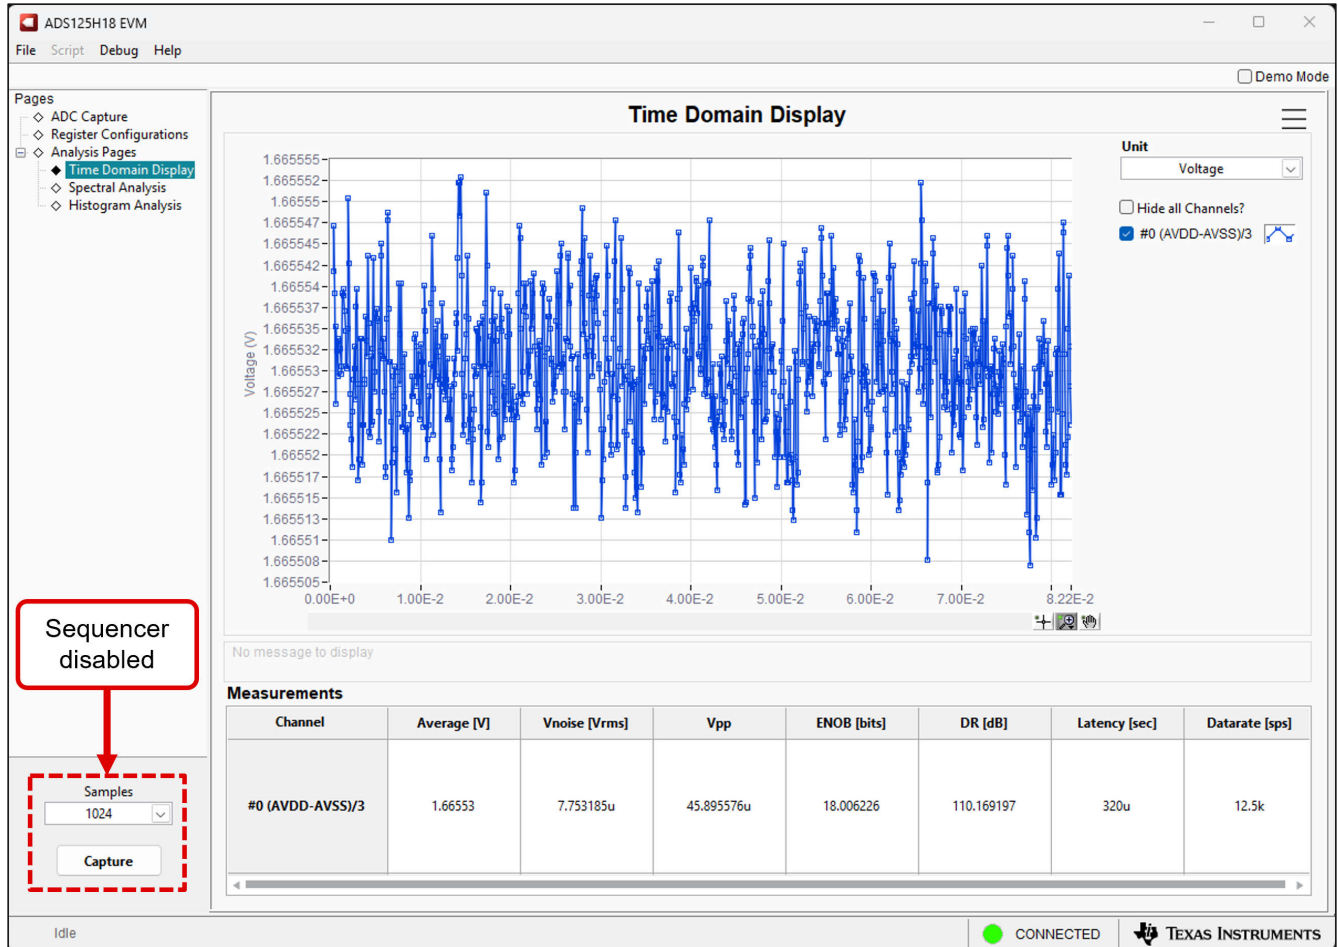 ADS125H18 EVM
File Script Debug Help
Demo Mode
Pages
ADC Capture
Register Configurations
Analysis Pages
Time Domain Display
Spectral Analysis
Histogram Analysis
Time Domain Display
Unit
Voltage
Hide all Channels?
#0 (AVDD-AVSS)/3
Voltage (V)
1.665555
1.665552
1.66555
1.665547
1.665545
1.665542
1.66554
1.665537
1.665535
1.665532
1.66553
1.665527
1.665525
1.665522
1.66552
1.665517
1.665515
1.665513
1.66551
1.665508
1.665505
0.00E+0 1.00E-2 2.00E-2 3.00E-2 4.00E-2 5.00E-2 6.00E-2 7.00E-2 8.22E-2
No message to display
Measurements
Channel Average [V] Vnoise [Vrms] Vpp ENOB [bits] DR [dB] Latency [sec] Datarate [sps]
#0 (AVDD-AVSS)/3 1.66553 7.753185u 45.895576u 18.006226 110.169197 320u 12.5k
Sequencer
disabled
Samples
1024
Capture
Idle
CONNECTED
TEXAS INSTRUMENTS